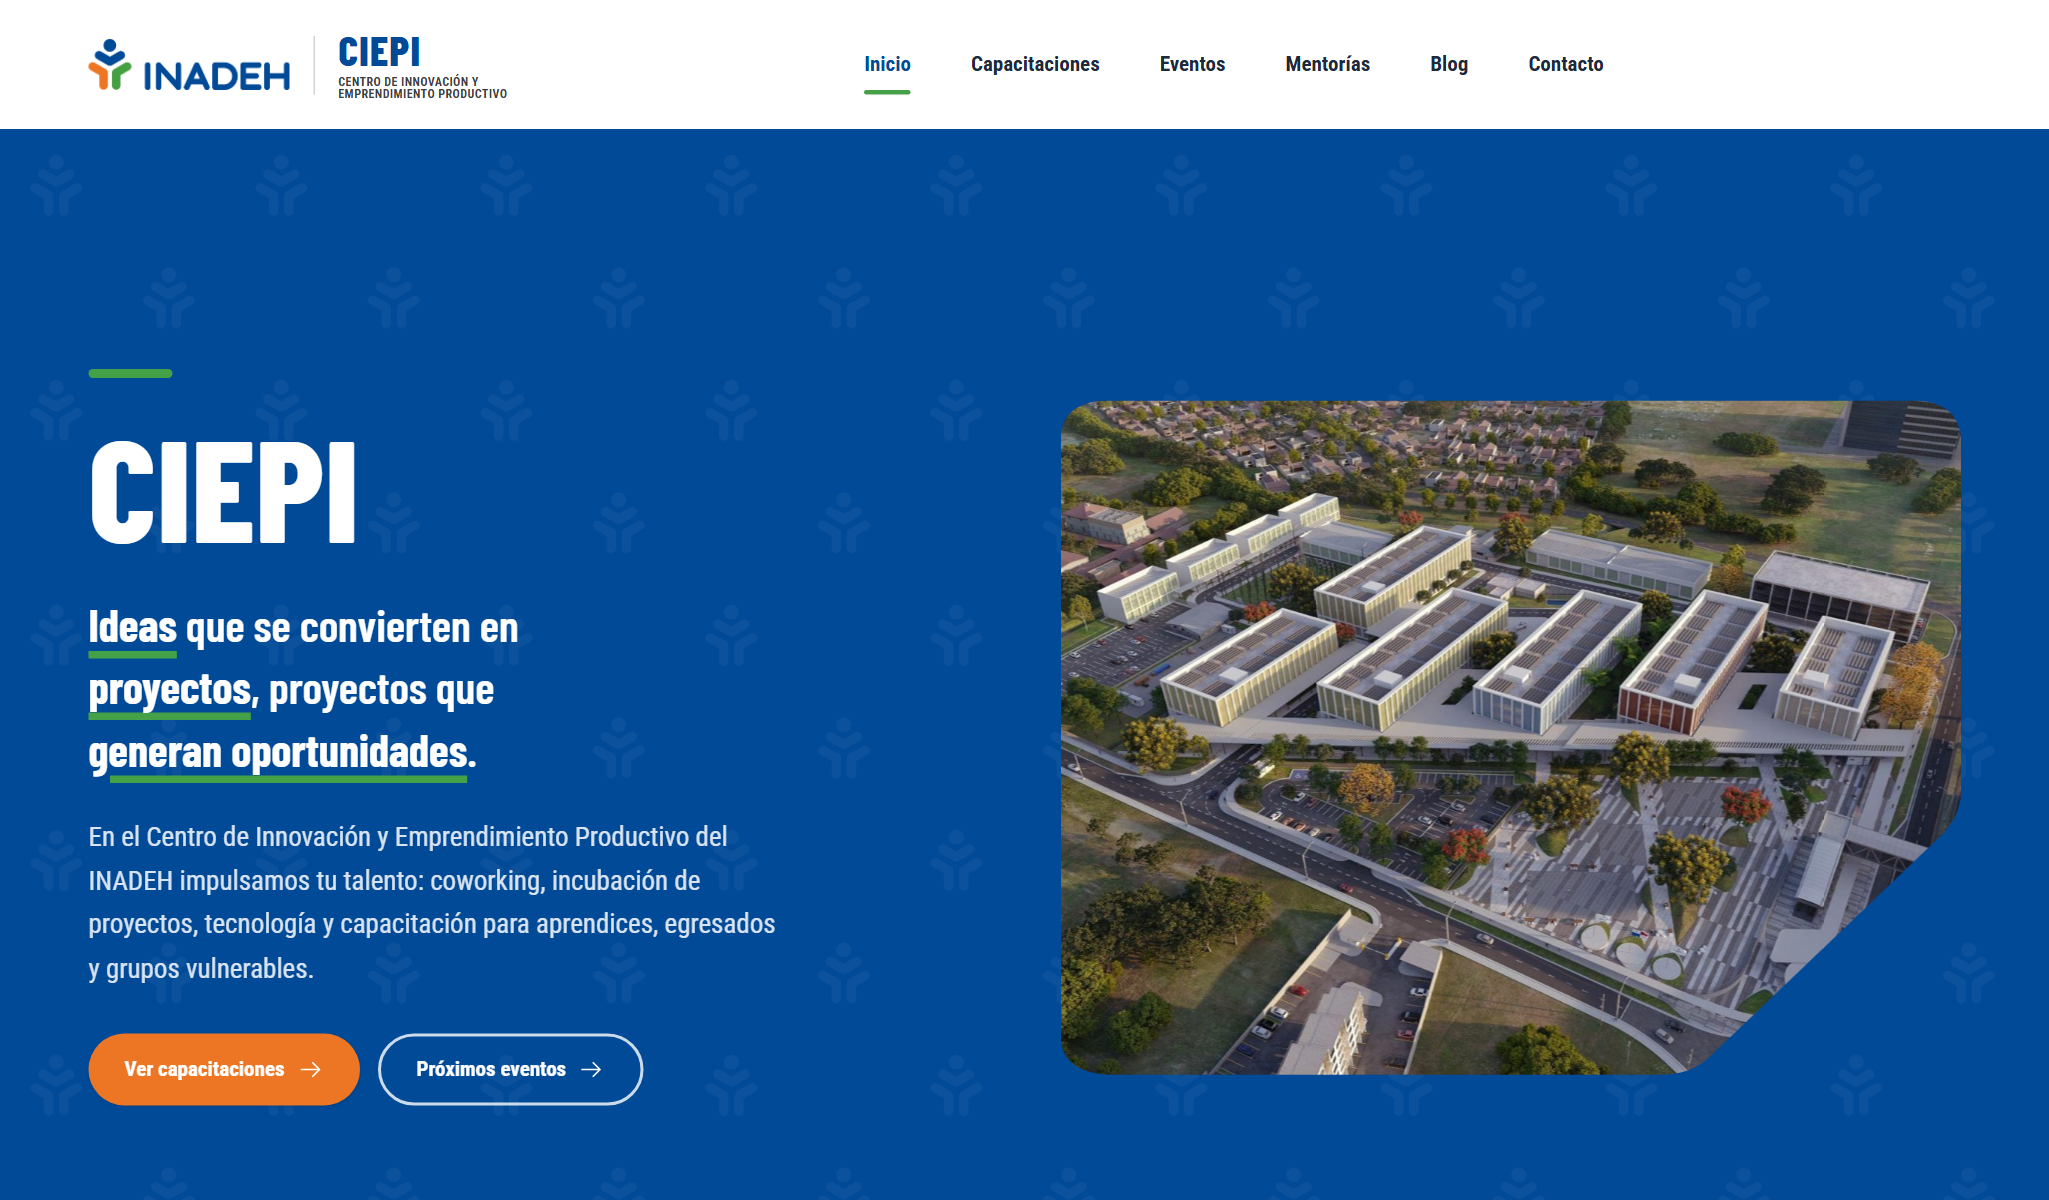 INADEH
CIEPI
CENTRO DE INNOVACIÓN Y
EMPRENDIMIENTO PRODUCTIVO
Inicio
Capacitaciones
Eventos
Mentorías
Blog
Contacto
CIEPI
Ideas que se convierten en
proyectos, proyectos que
generan oportunidades.
En el Centro de Innovación y Emprendimiento Productivo del
INADEH impulsamos tu talento: coworking, incubación de
proyectos, tecnología y capacitación para aprendices, egresados
y grupos vulnerables.
Ver capacitaciones
Próximos eventos